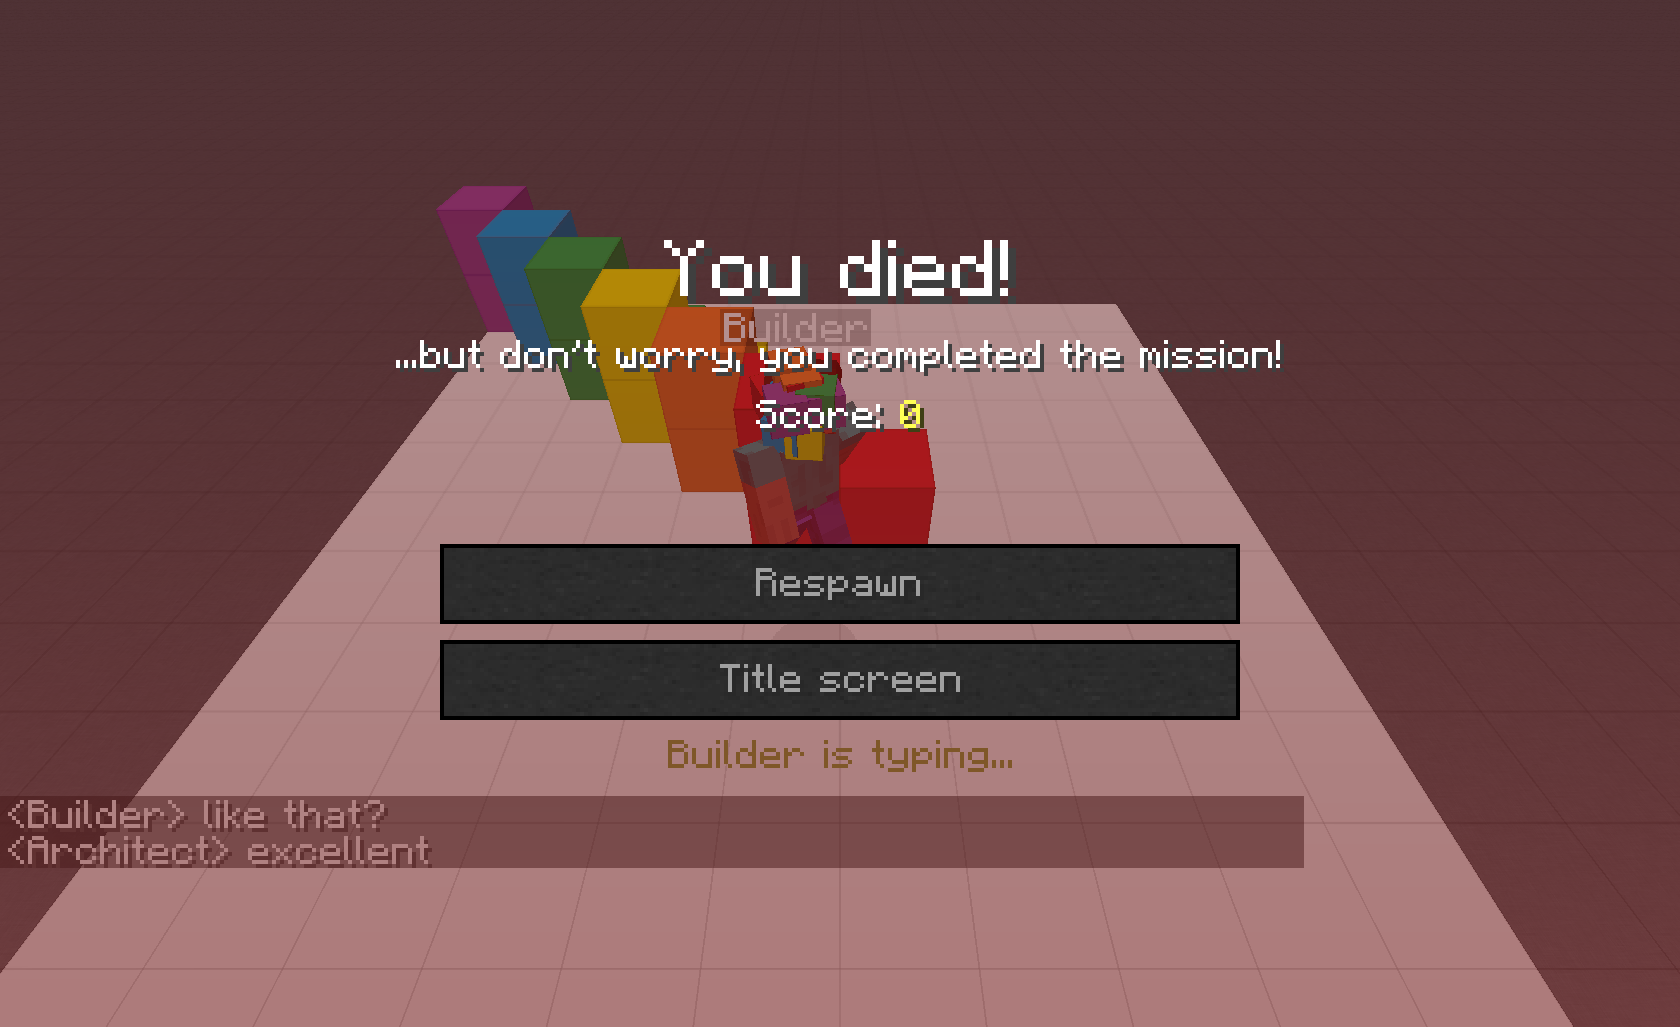 You died!
Builder
...but don't worry, you completed the mission!
Score: 0
Respawn
Title screen
Builder is typing...
<Builder> like that?
<Architect> excellent